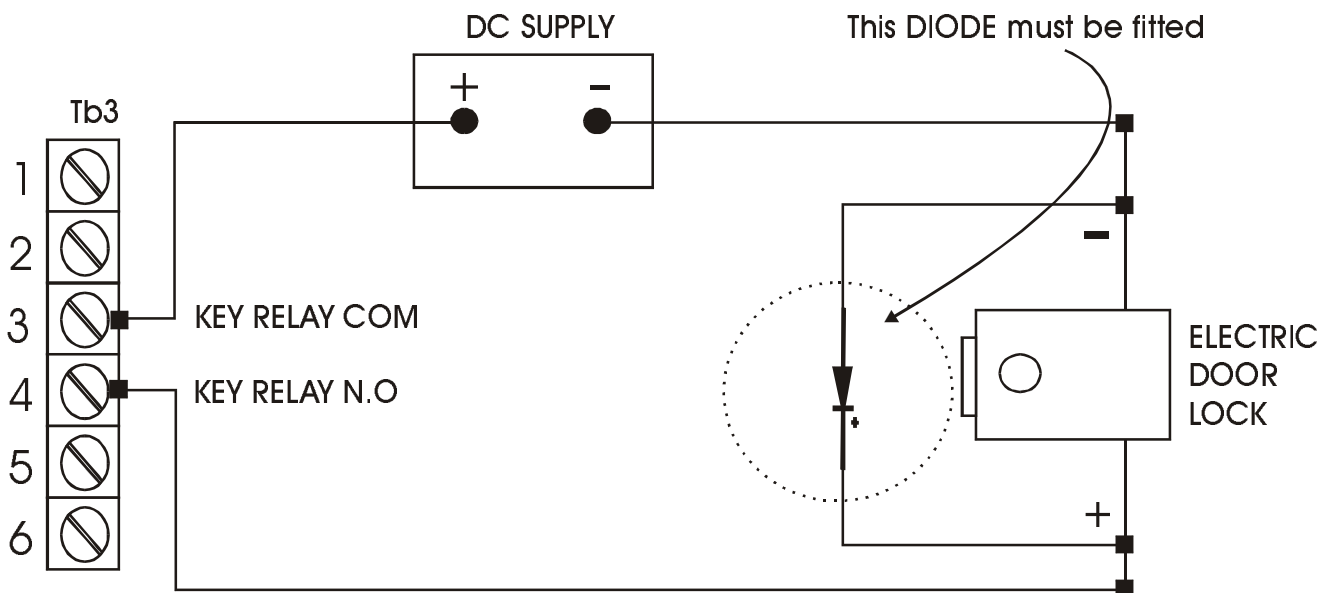 DC SUPPLY
This DIODE must be fitted
+ -
Tb3
1
2
3
KEY RELAY COM
4
KEY RELAY N.O
5
6
-
ELECTRIC
DOOR
LOCK
+
+